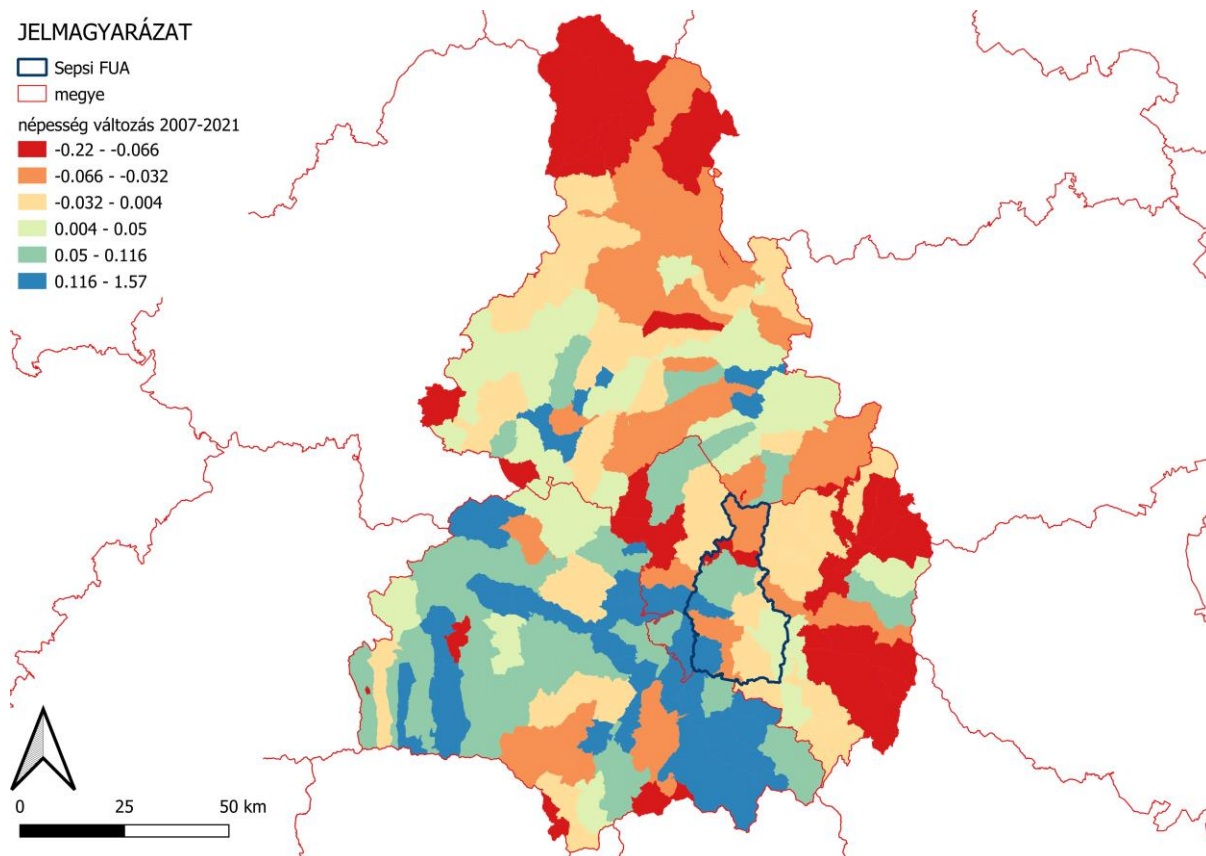 JELMAGYARÁZAT
Sepsi FUA
megye
népesség változás 2007-2021
-0.22 - -0.066
-0.066 - -0.032
-0.032 - 0.004
0.004 - 0.05
0.05 - 0.116
0.116 - 1.57
0 25 50 km